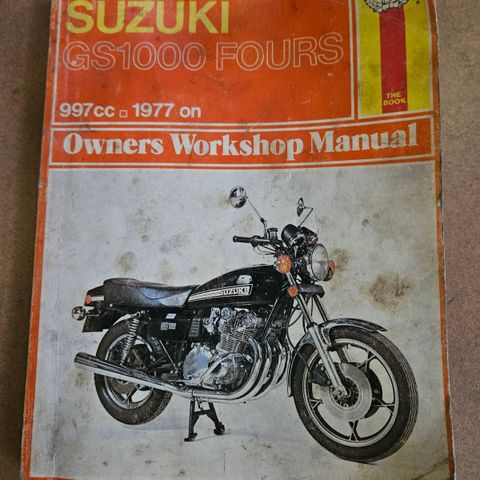 SUZUKI
GS1000 FOURS
THE
BOOK
997cc □ 1977 on
Owners Workshop Manual
SUZUKI